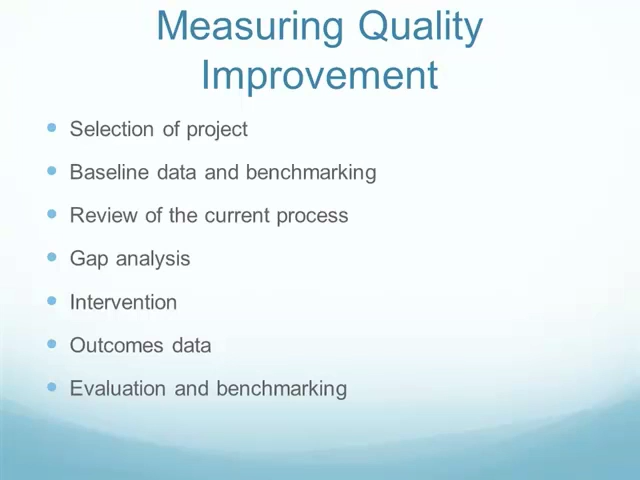 Measuring Quality
Improvement
Selection of project
Baseline data and benchmarking
Review of the current process
Gap analysis
Intervention
Outcomes data
Evaluation and benchmarking